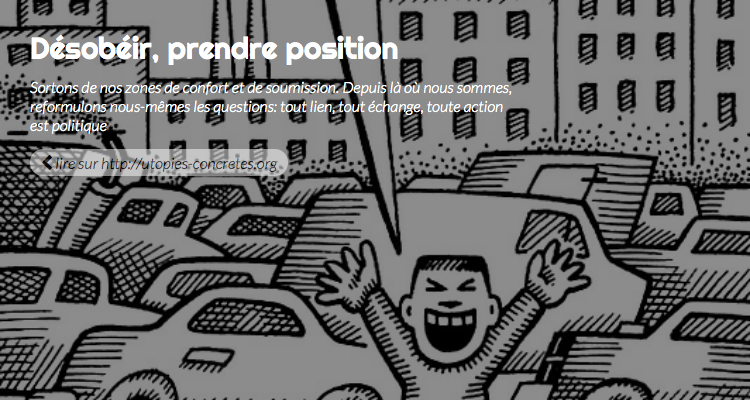 Désobéir, prendre position
Sortons de nos zones de confort et de soumission. Depuis là où nous sommes,
reformulons nous-mêmes les questions: tout lien, tout échange, toute action
est politique
lire sur http://utopies-concretes.org